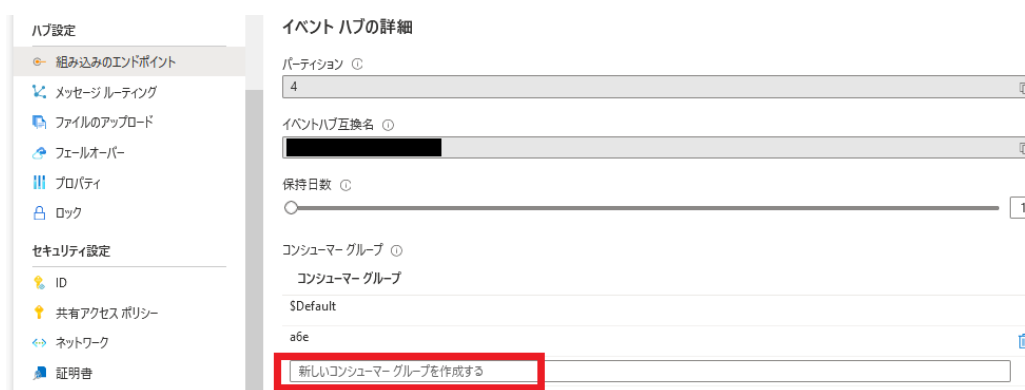 ハブ設定
組み込みのエンドポイント
メッセージ ルーティング
ファイルのアップロード
フェールオーバー
プロパティ
ロック
セキュリティ設定
ID
共有アクセス ポリシー
ネットワーク
証明書
イベント ハブの詳細
パーティション
4
イベントハブ互換名
保持日数
1
コンシューマー グループ
コンシューマー グループ
$Default
a6e
新しいコンシューマー グループを作成する